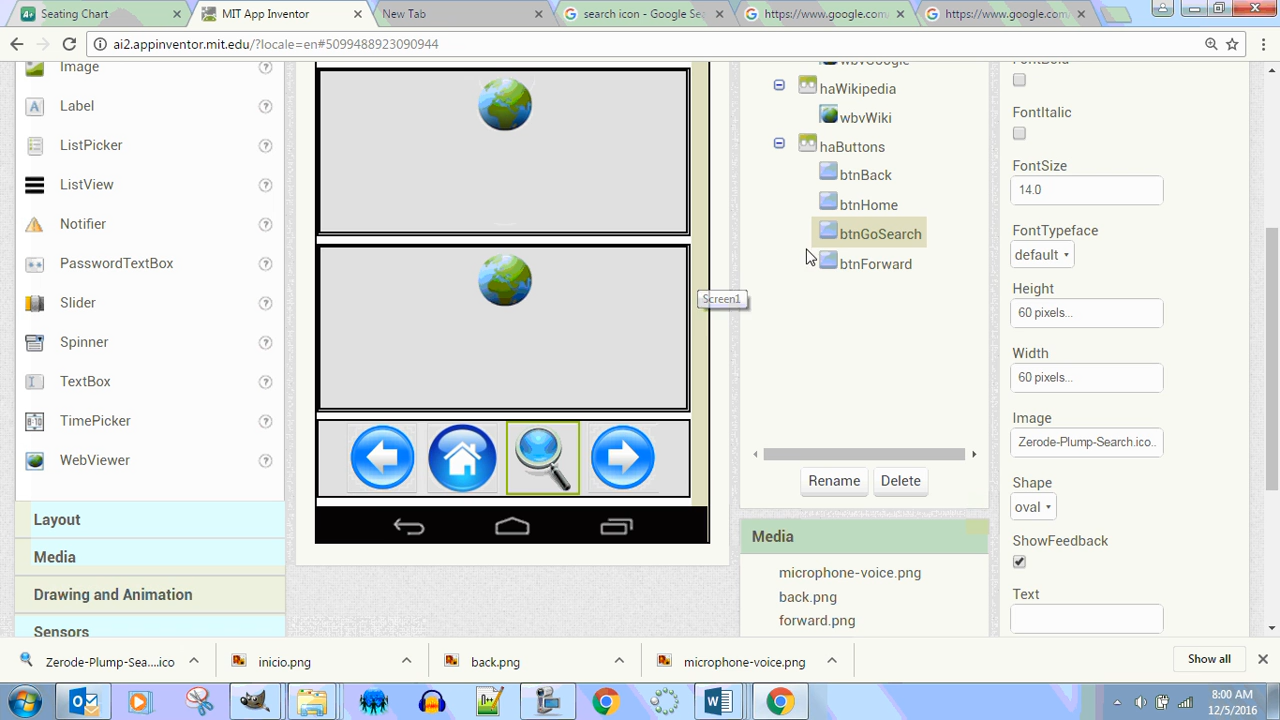 Seating Chart
MIT App Inventor
New Tab
search icon - Google Se
https://www.google.com
https://www.google.com
ai2.appinventor.mit.edu/?locale=en#5099488923090944
Image
Label
ListPicker
ListView
Notifier
PasswordTextBox
Slider
Spinner
TextBox
TimePicker
WebViewer
Layout
Media
Drawing and Animation
Sensors
Screen1
wbvGoogle
haWikipedia
wbvWiki
haButtons
btnBack
btnHome
btnGoSearch
btnForward
Rename
Delete
Media
microphone-voice.png
back.png
forward.png
FontBold
FontItalic
FontSize
14.0
FontTypeface
default
Height
60 pixels...
Width
60 pixels...
Image
Zerode-Plump-Search.ico..
Shape
oval
ShowFeedback
Text
Zerode-Plump-Sea....ico
inicio.png
back.png
microphone-voice.png
Show all
8:00 AM
12/5/2016